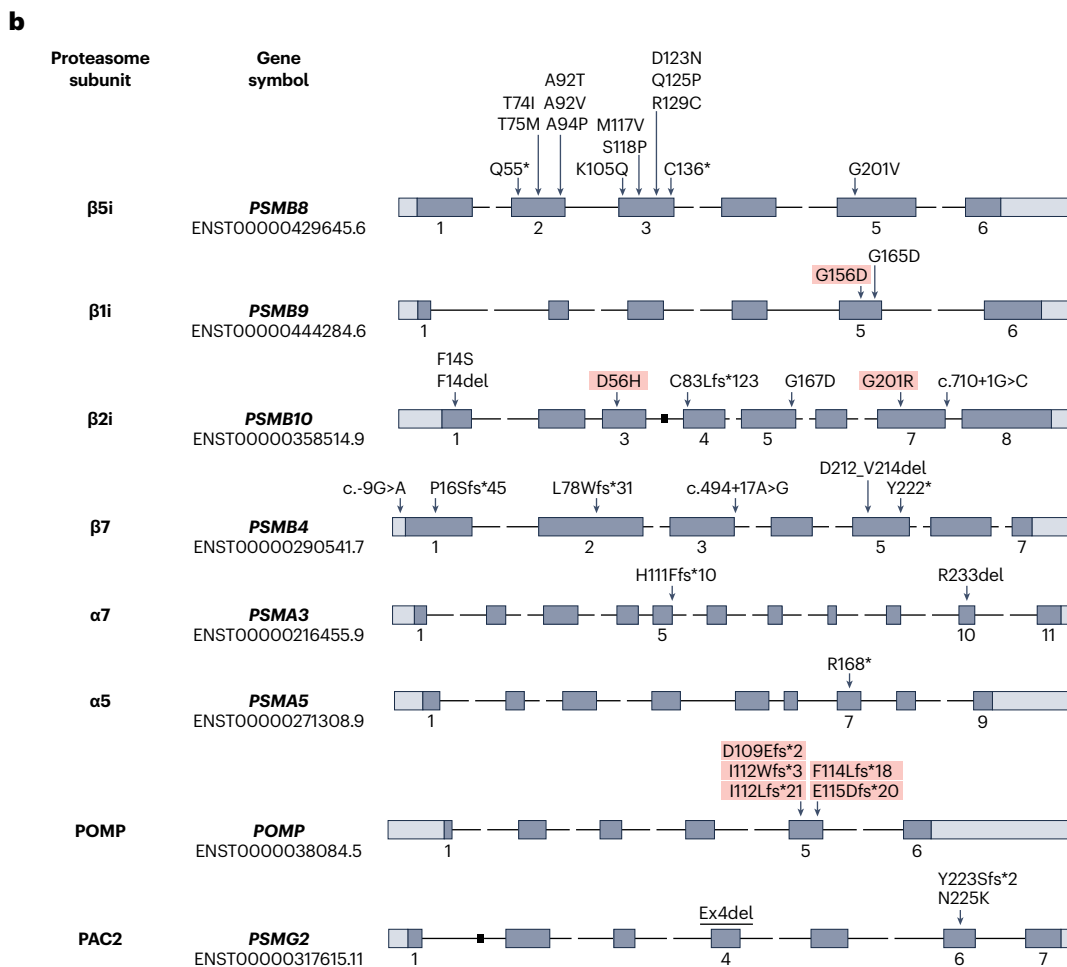 b
Proteasome subunit
Gene symbol
D123N
Q125P
R129C
A92T
A92V
A94P
T74I
T75M
M117V
S118P
Q55*
K105Q
C136*
G201V
β5i
PSMB8
ENST00000429645.6
1
2
3
5
6
G165D
G156D
β1i
PSMB9
ENST00000444284.6
1
5
6
F14S
F14del
D56H
C83Lfs*123
G167D
G201R
c.710+1G>C
β2i
PSMB10
ENST00000358514.9
1
3
4
5
7
8
D212_V214del
c.-9G>A
P16Sfs*45
L78Wfs*31
c.494+17A>G
Y222*
β7
PSMB4
ENST00000290541.7
1
2
3
5
7
H111Ffs*10
R233del
α7
PSMA3
ENST00000216455.9
1
5
10
11
R168*
α5
PSMA5
ENST00000271308.9
1
7
9
D109Efs*2
I112Wfs*3
I112Lfs*21
F114Lfs*18
E115Dfs*20
POMP
POMP
ENST0000038084.5
1
5
6
Y223Sfs*2
N225K
Ex4del
PAC2
PSMG2
ENST00000317615.11
1
4
6
7